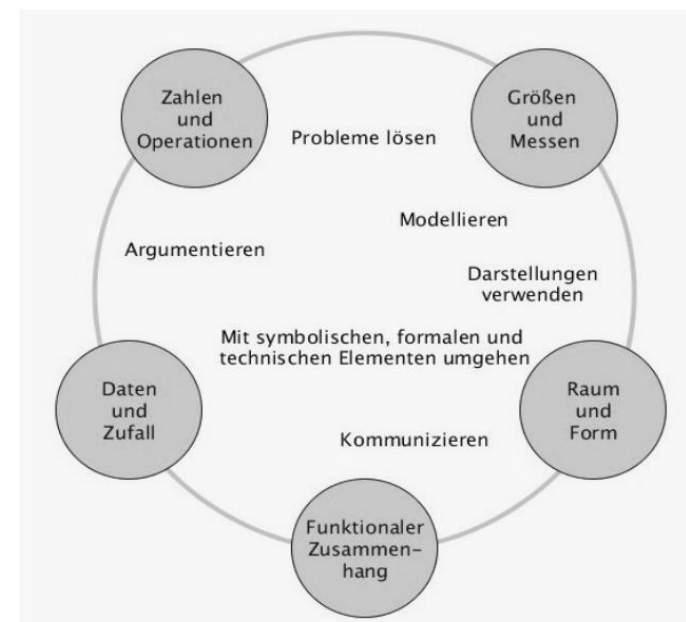 Zahlen
und
Operationen
Größen
und
Messen
Probleme lösen
Modellieren
Argumentieren
Darstellungen
verwenden
Mit symbolischen, formalen und
technischen Elementen umgehen
Daten
und
Zufall
Raum
und
Form
Kommunizieren
Funktionaler
Zusammen-
hang